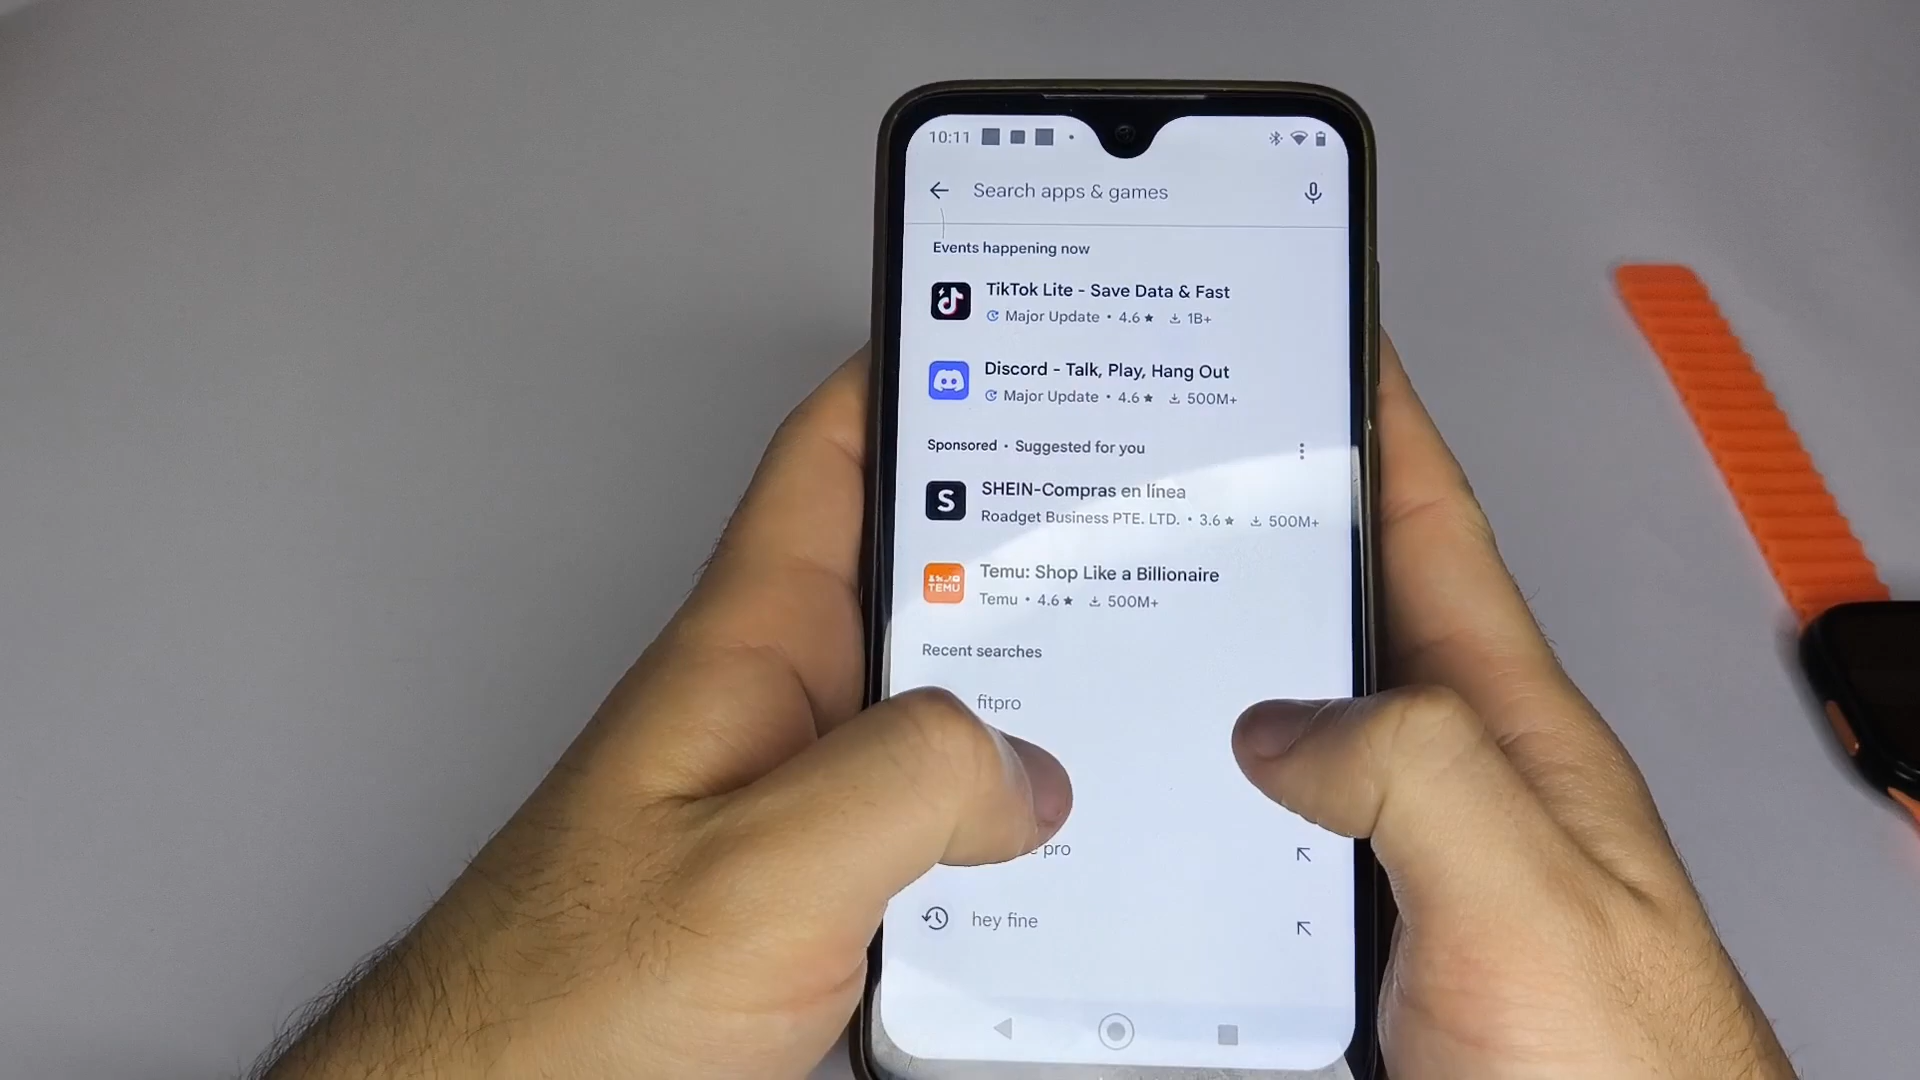 10:11
Search apps & games
Events happening now
TikTok Lite - Save Data & Fast
Major Update • 4.6 ★ 1B+
Discord - Talk, Play, Hang Out
Major Update • 4.6 ★ 500M+
Sponsored • Suggested for you
S
SHEIN-Compras en línea
Roadget Business PTE. LTD. • 3.6 ★ 500M+
TEMU
Temu: Shop Like a Billionaire
Temu • 4.6 ★ 500M+
Recent searches
fitpro
pro
hey fine